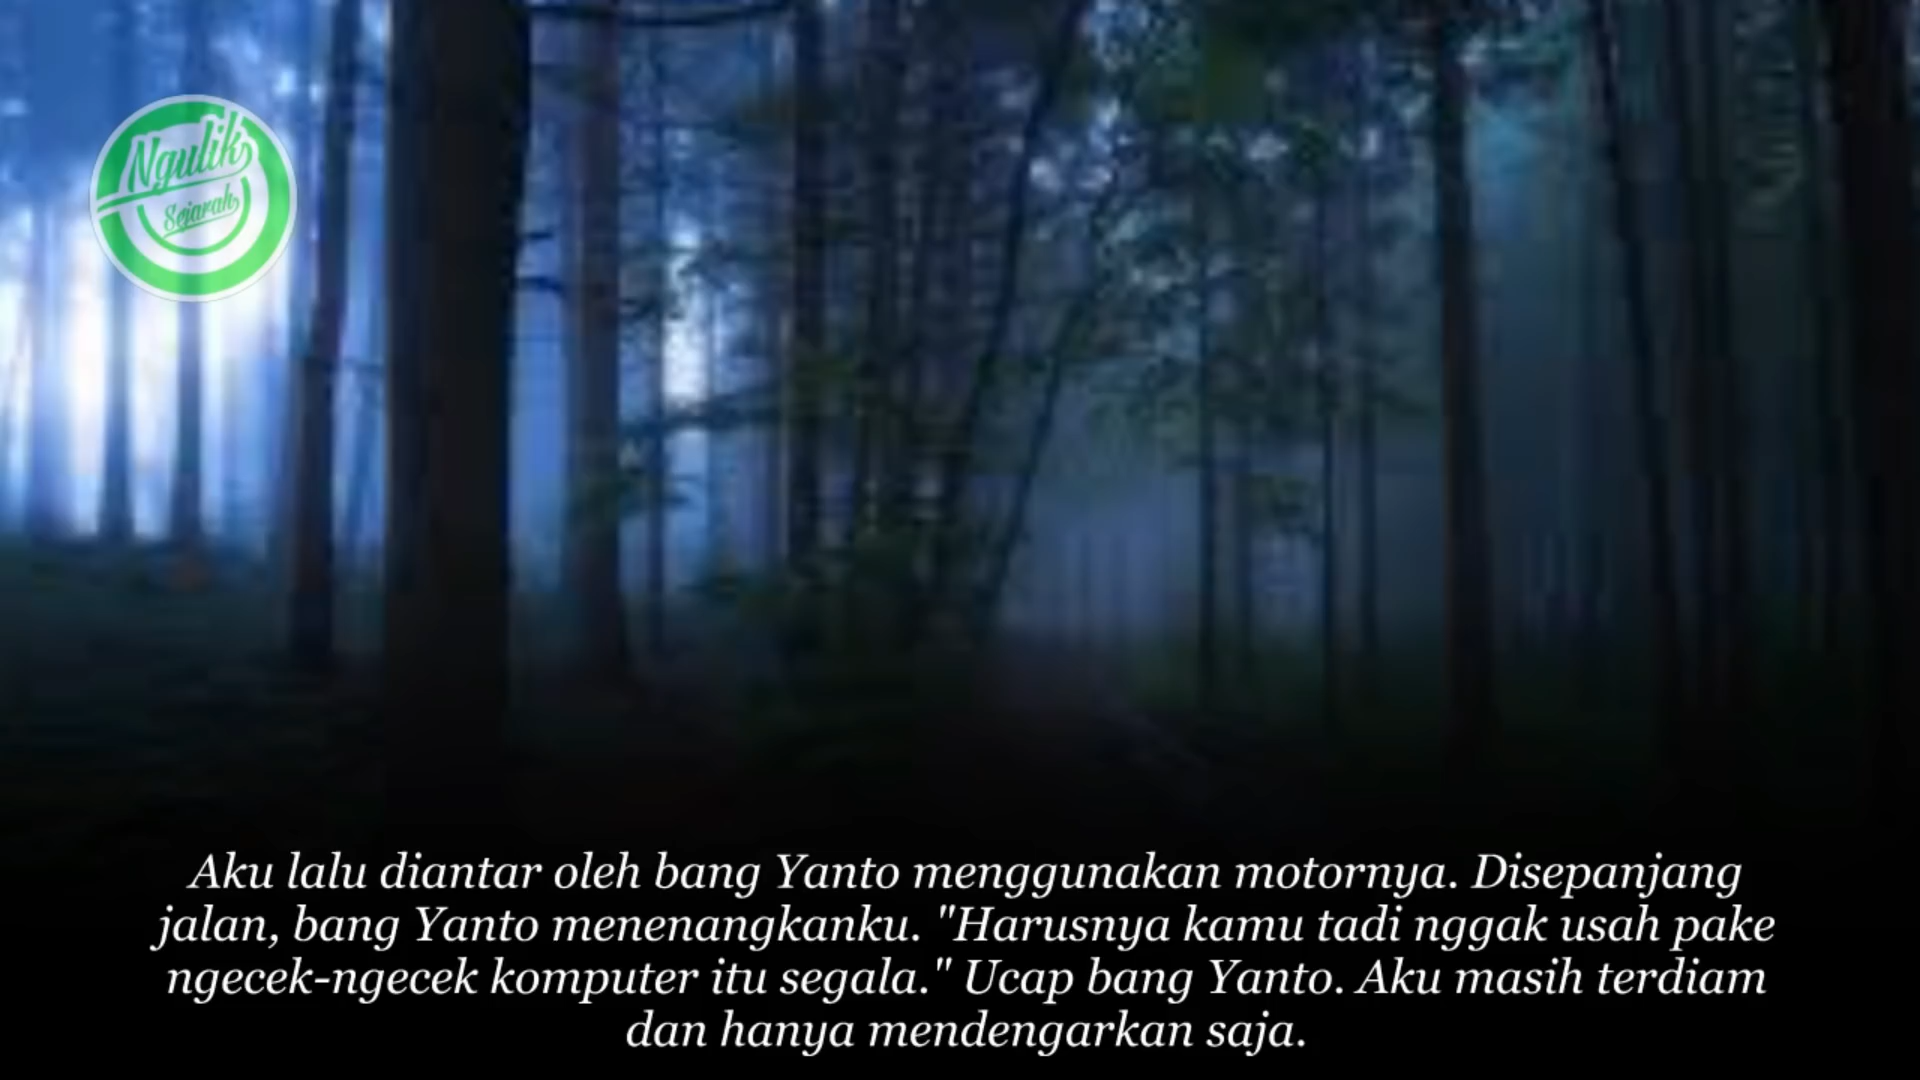 Ngulik
Sejarah
Aku lalu diantar oleh bang Yanto menggunakan motornya. Disepanjang
jalan, bang Yanto menenangkanku. "Harusnya kamu tadi nggak usah pake
ngecek-ngecek komputer itu segala." Ucap bang Yanto. Aku masih terdiam
dan hanya mendengarkan saja.